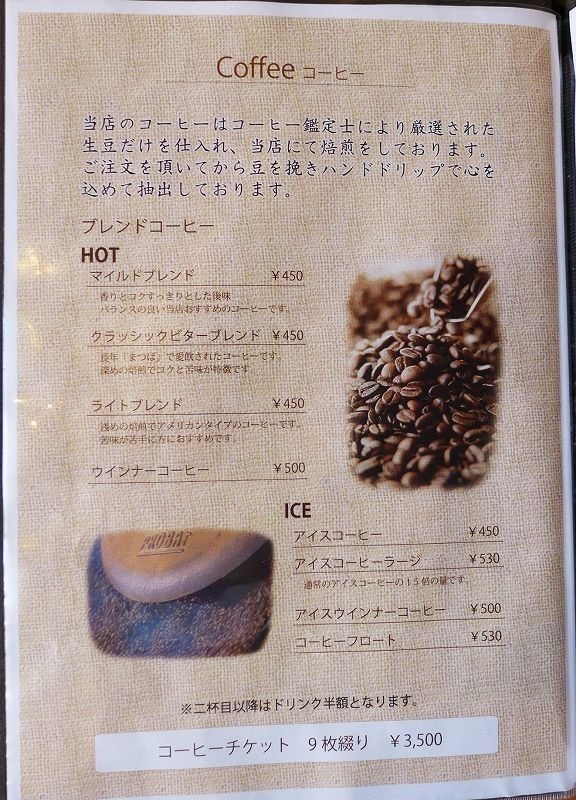 Coffee コーヒー
当店のコーヒーはコーヒー鑑定士により厳選された
生豆だけを仕入れ、当店にて焙煎をしております。
ご注文を頂いてから豆を挽きハンドドリップで心を
込めて抽出しております。
ブレンドコーヒー
HOT
マイルドブレンド ￥450
香りとコクすっきりとした後味
バランスの良い当店おすすめのコーヒーです。
クラッシックビターブレンド ￥450
長年『まつば』で愛飲されたコーヒーです。
深めの焙煎でコクと苦味が特徴です。
ライトブレンド ￥450
浅めの焙煎でアメリカンタイプのコーヒーです。
苦味が苦手に方におすすめです。
ウインナーコーヒー ￥500
ICE
PROBAT
アイスコーヒー ￥450
アイスコーヒーラージ ￥530
通常のアイスコーヒーの１５倍の量です。
アイスウインナーコーヒー ￥500
コーヒーフロート ￥530
※二杯目以降はドリンク半額となります。
コーヒーチケット ９枚綴り ￥3,500